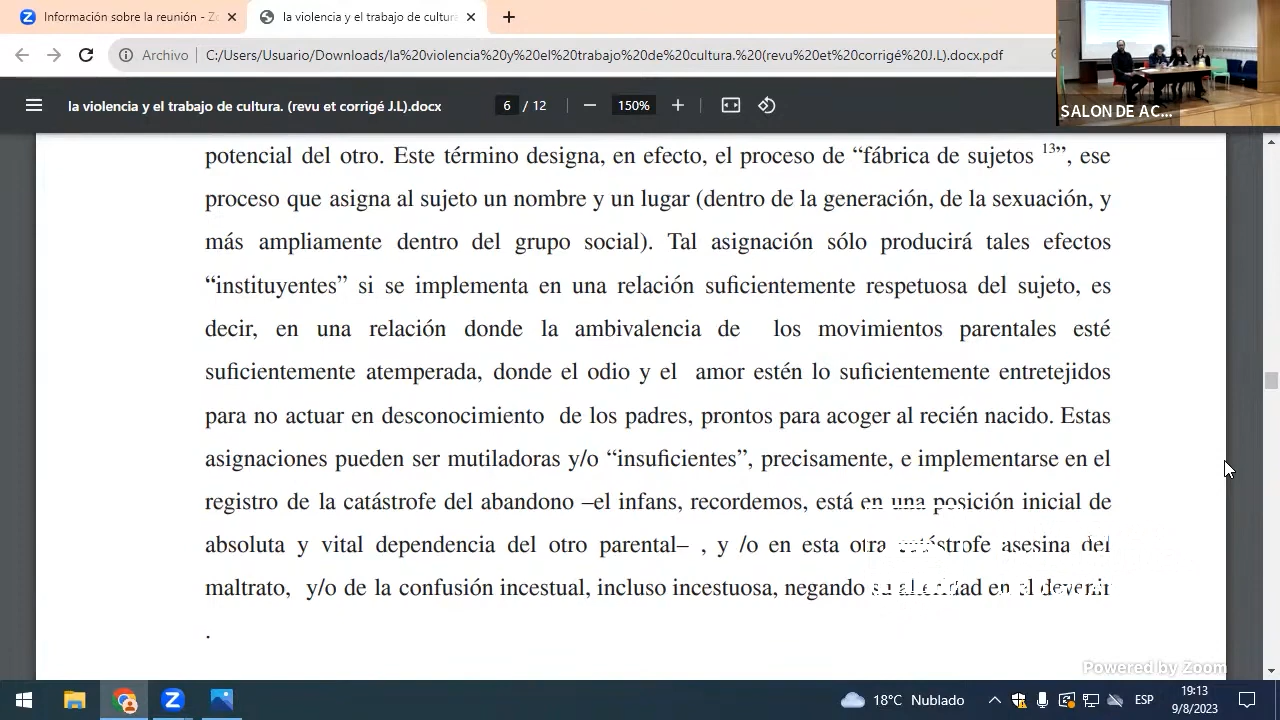 Información sobre la reunión - Zo
la violencia y el trabajo de cultura
Archivo
C:/Users/Usuario/Downloads/la%20violencia%20y%20el%20trabajo%20de%20cultura.%20(revu%20et%20corrigé%20J.L).docx.pdf
SALON DE AC...
la violencia y el trabajo de cultura. (revu et corrigé J.L).docx
6 / 12
150%
potencial del otro. Este término designa, en efecto, el proceso de “fábrica de sujetos 13”, ese
proceso que asigna al sujeto un nombre y un lugar (dentro de la generación, de la sexuación, y
más ampliamente dentro del grupo social). Tal asignación sólo producirá tales efectos
“instituyentes” si se implementa en una relación suficientemente respetuosa del sujeto, es
decir, en una relación donde la ambivalencia de los movimientos parentales esté
suficientemente atemperada, donde el odio y el amor estén lo suficientemente entretejidos
para no actuar en desconocimiento de los padres, prontos para acoger al recién nacido. Estas
asignaciones pueden ser mutiladoras y/o “insuficientes”, precisamente, e implementarse en el
registro de la catástrofe del abandono –el infans, recordemos, está en una posición inicial de
absoluta y vital dependencia del otro parental– , y /o en esta otra catástrofe asesina del
maltrato, y/o de la confusión incestual, incluso incestuosa, negando su alteridad en el devenir
.
Powered by Zoom
18°C Nublado
ESP
19:13
9/8/2023